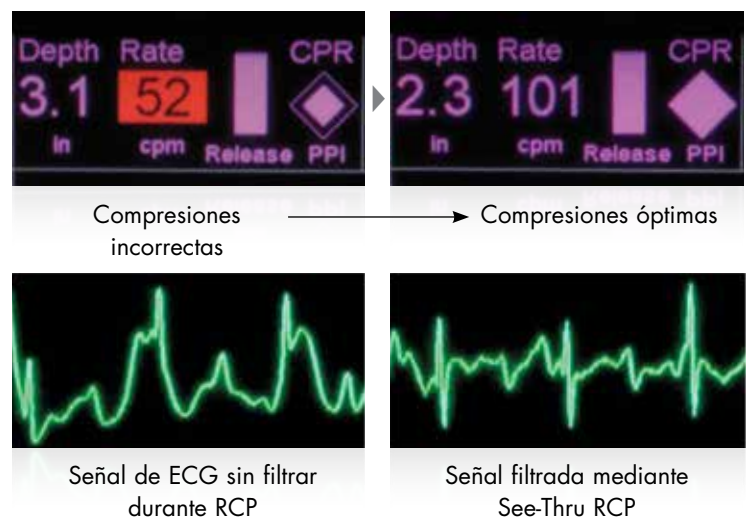 Depth Rate CPR
3.1 52
in cpm Release PPI
Depth Rate CPR
2.3 101
in cpm Release PPI
Compresiones
incorrectas
Compresiones óptimas
Señal de ECG sin filtrar
durante RCP
Señal filtrada mediante
See-Thru RCP